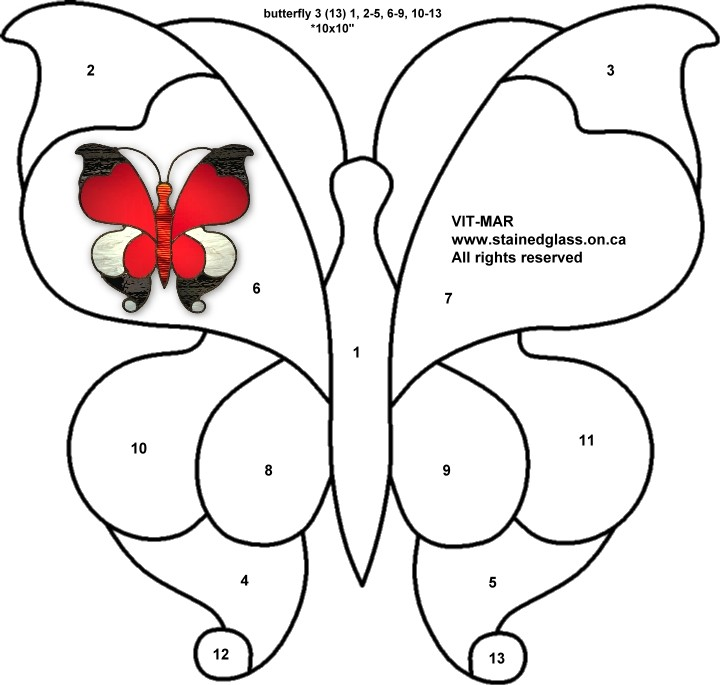 butterfly 3 (13) 1, 2-5, 6-9, 10-13
*10x10"
2
3
VIT-MAR
www.stainedglass.on.ca
All rights reserved
6
7
1
10
11
8
9
4
5
12
13